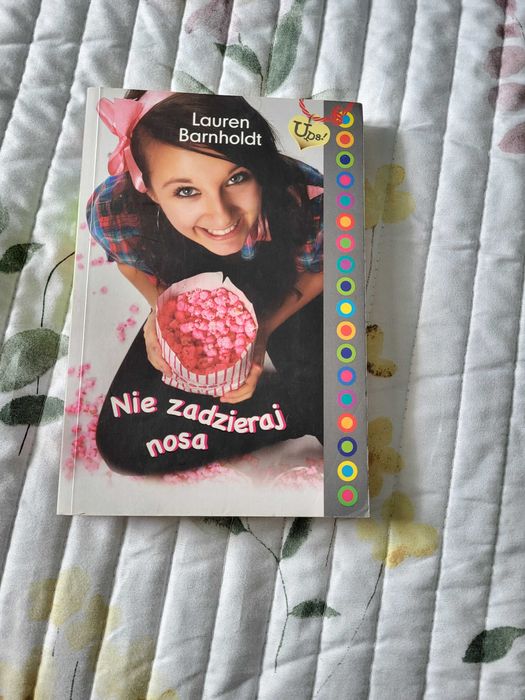 Lauren
Barnholdt
Ups!
Nie zadzieraj
nosa